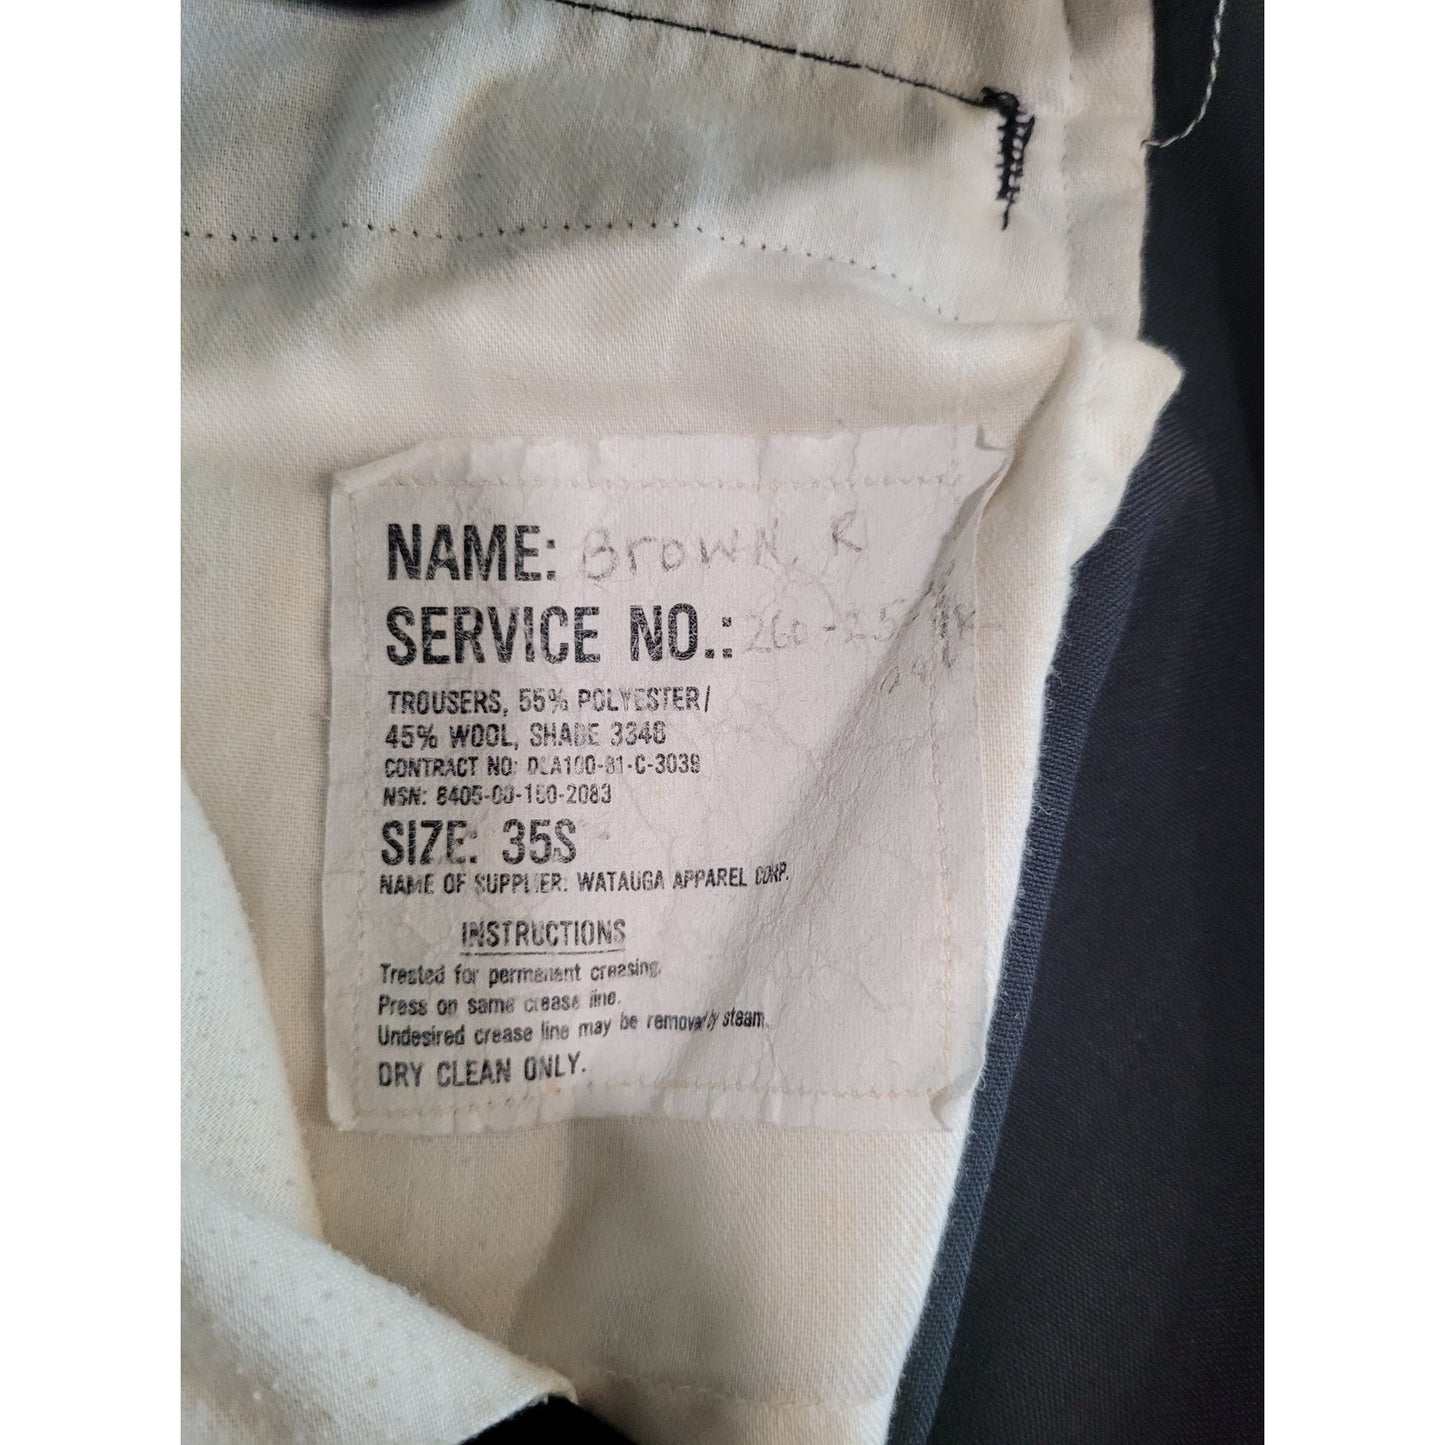 NAME: Brown, R
SERVICE NO.:
TROUSERS, 55% POLYESTER/
45% WOOL, SHADE 3346
CONTRACT NO: DLA100-81-C-3039
NSN: 8405-00-160-2083
SIZE: 35S
NAME OF SUPPLIER: WATAUGA APPAREL CORP.
INSTRUCTIONS
Treated for permanent creasing.
Press on same crease line.
Undesired crease line may be removed by steam.
DRY CLEAN ONLY.